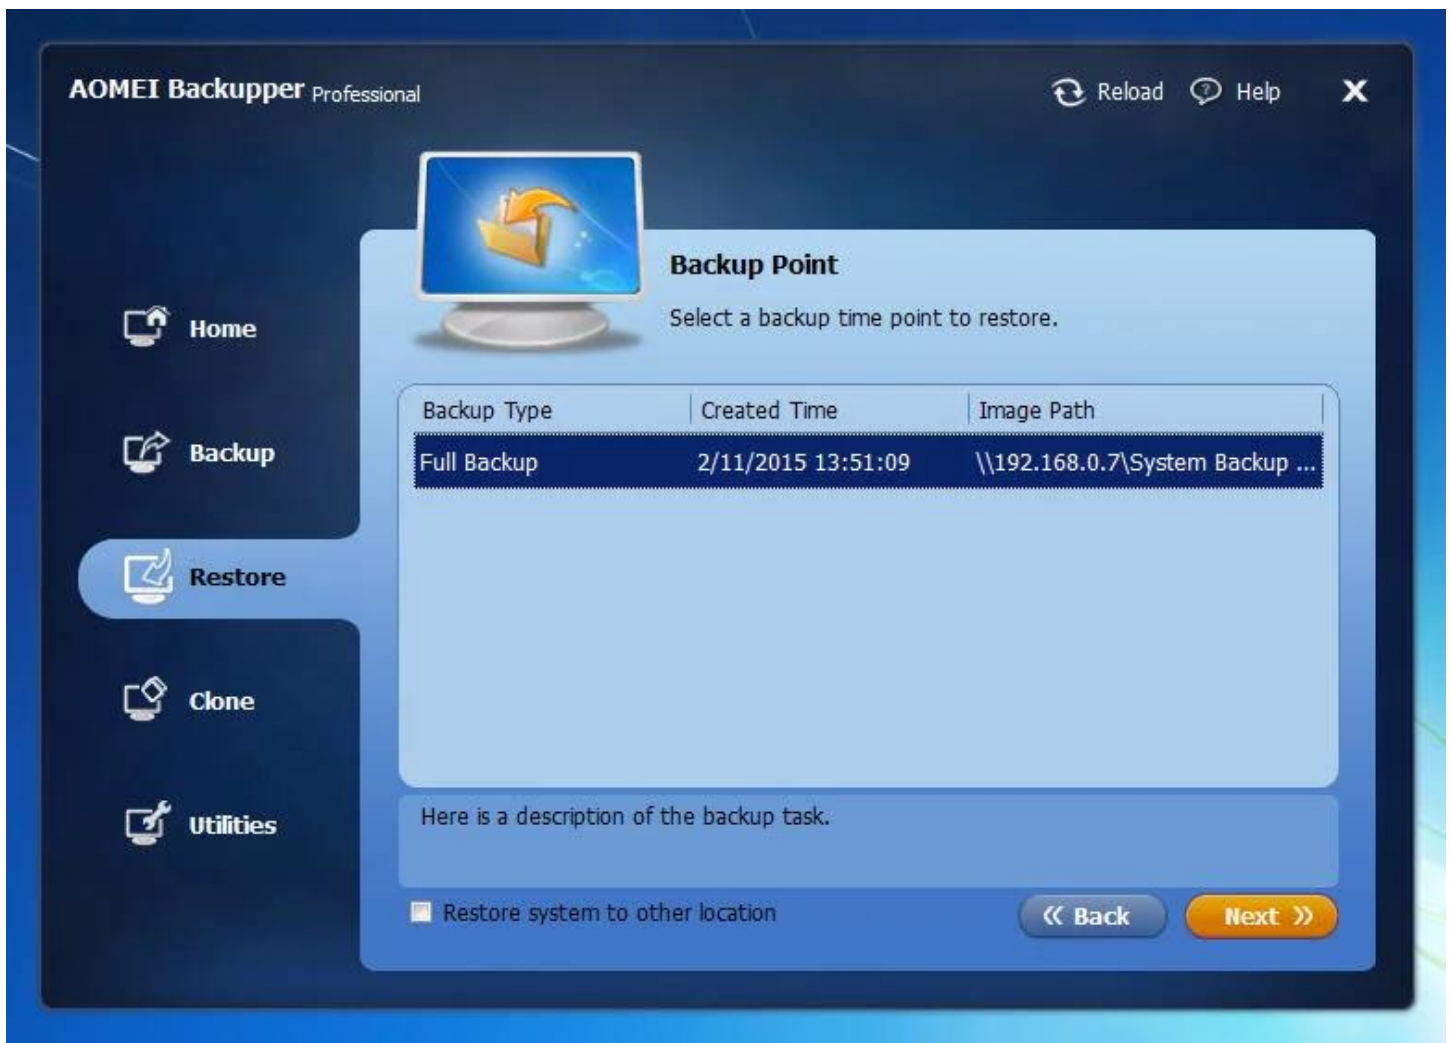 AOMEI Backupper Professional
Reload Help X
Backup Point
Select a backup time point to restore.
Home
Backup
Restore
Clone
Utilities
Backup Type Created Time Image Path
Full Backup 2/11/2015 13:51:09 \\192.168.0.7\System Backup ...
Here is a description of the backup task.
Restore system to other location
« Back Next »